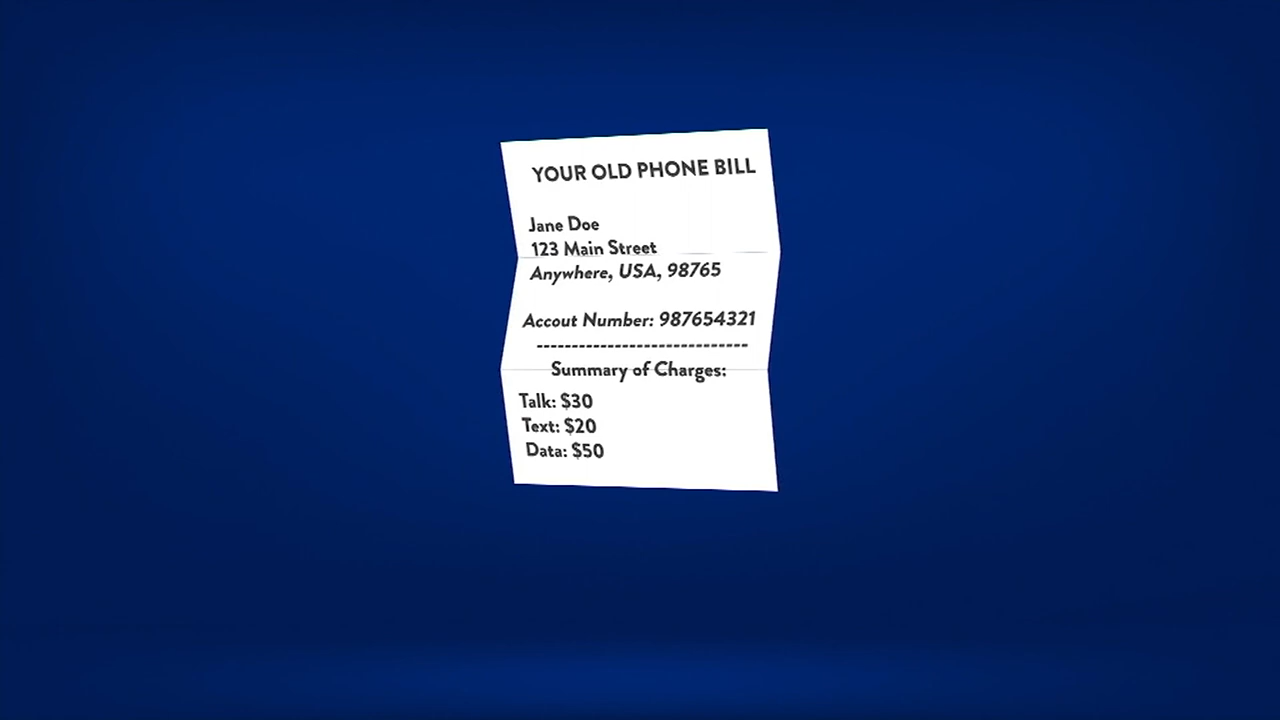 YOUR OLD PHONE BILL
Jane Doe
123 Main Street
Anywhere, USA, 98765
Accout Number: 987654321
------------------------------
Summary of Charges:
Talk: $30
Text: $20
Data: $50